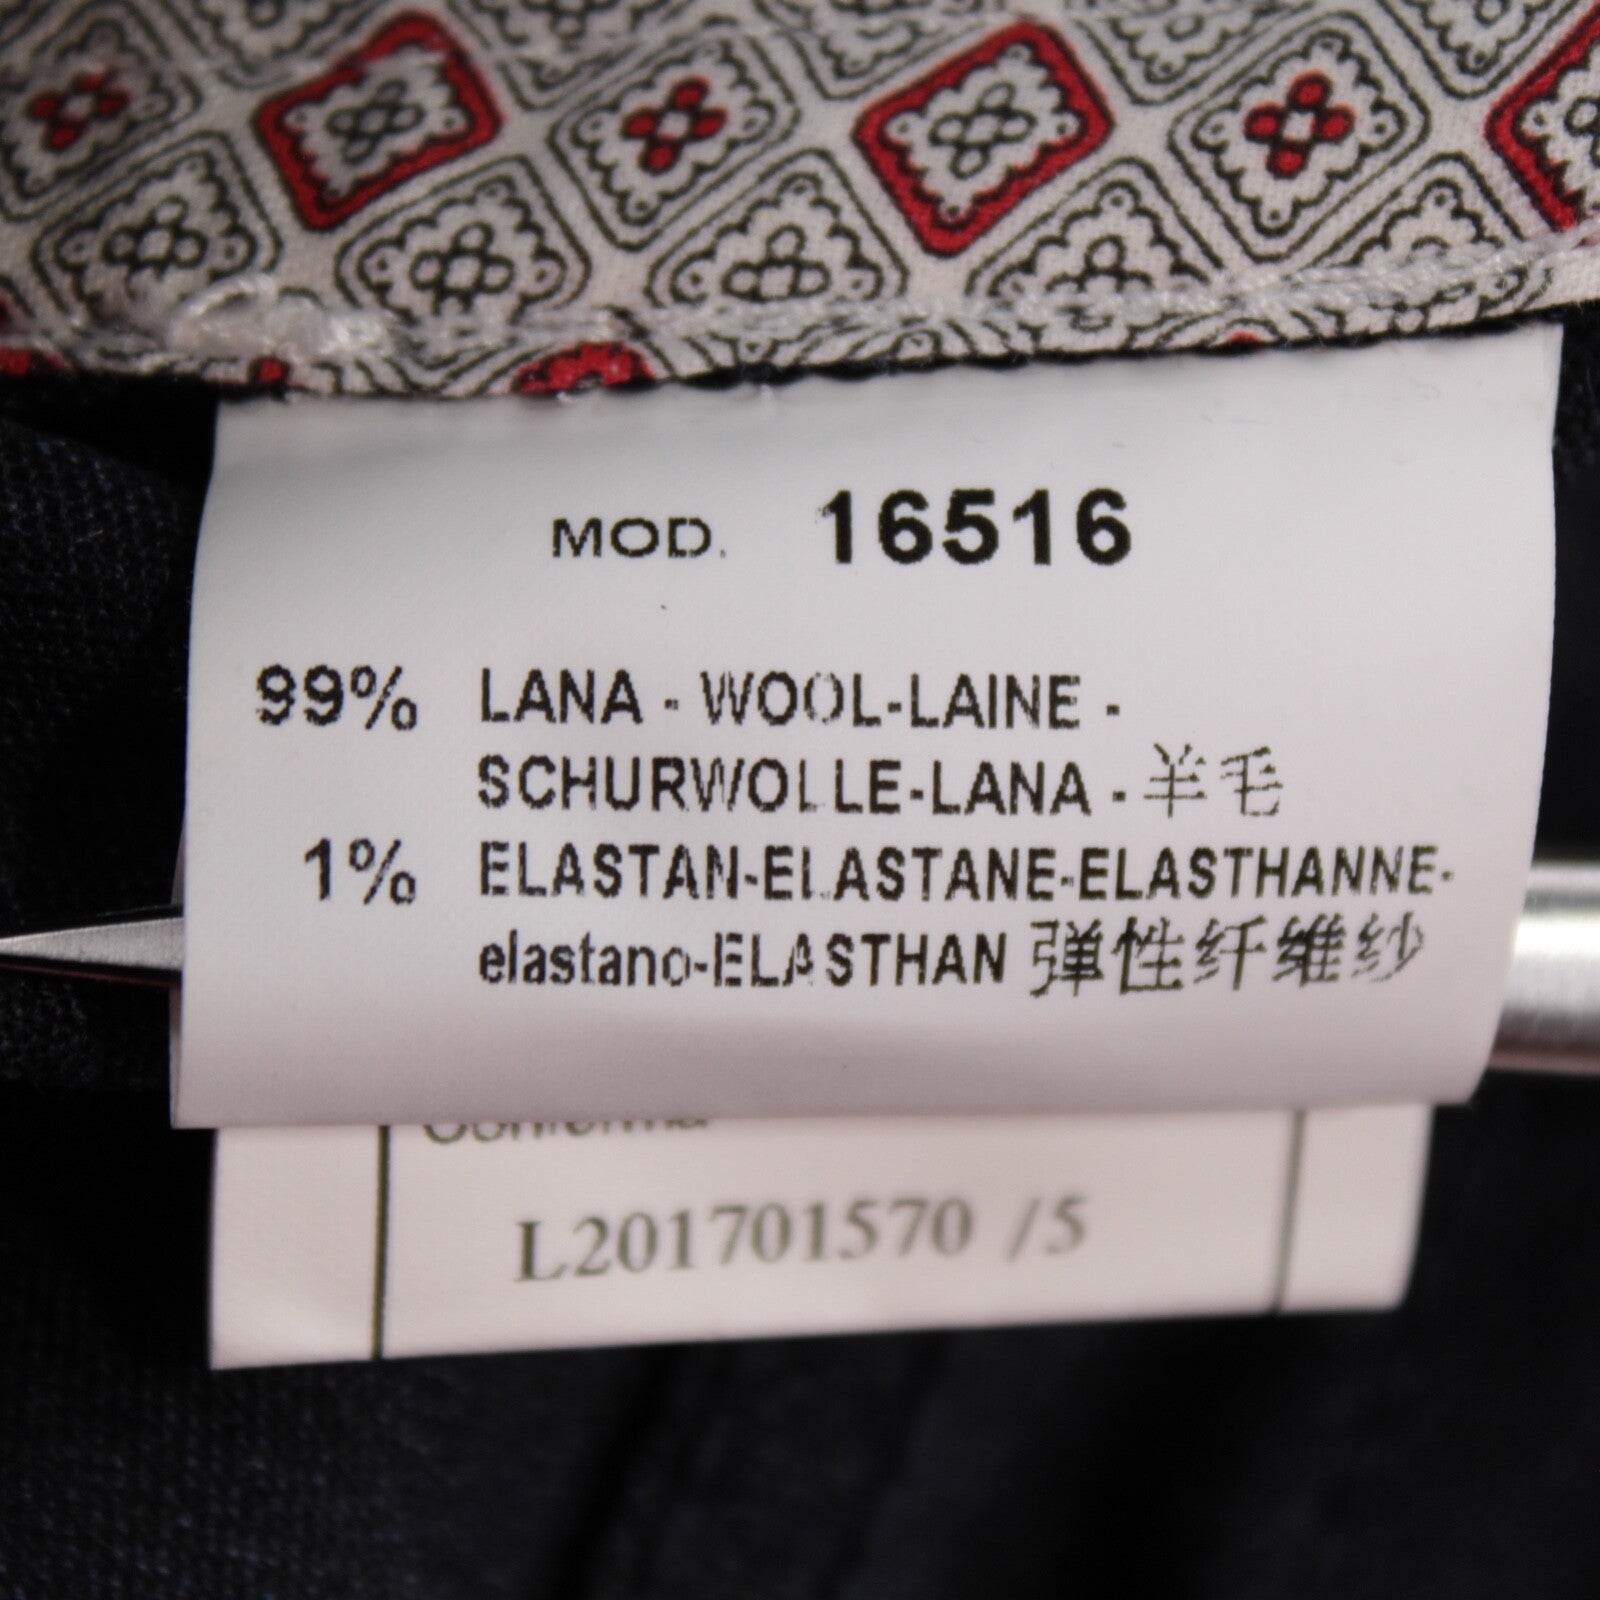 MOD. 16516
99% LANA - WOOL-LAINE -
SCHURWOLLE-LANA - 羊毛
1% ELASTAN-ELASTANE-ELASTHANNE-
elastano-ELASTHAN 弹性纤维纱
L201701570 /5